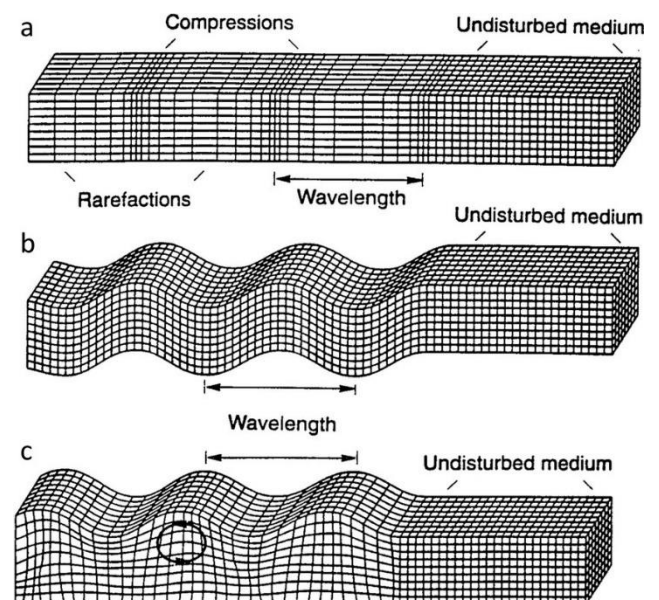 a
Compressions
Undisturbed medium
Rarefactions
Wavelength
Undisturbed medium
b
Wavelength
c
Undisturbed medium